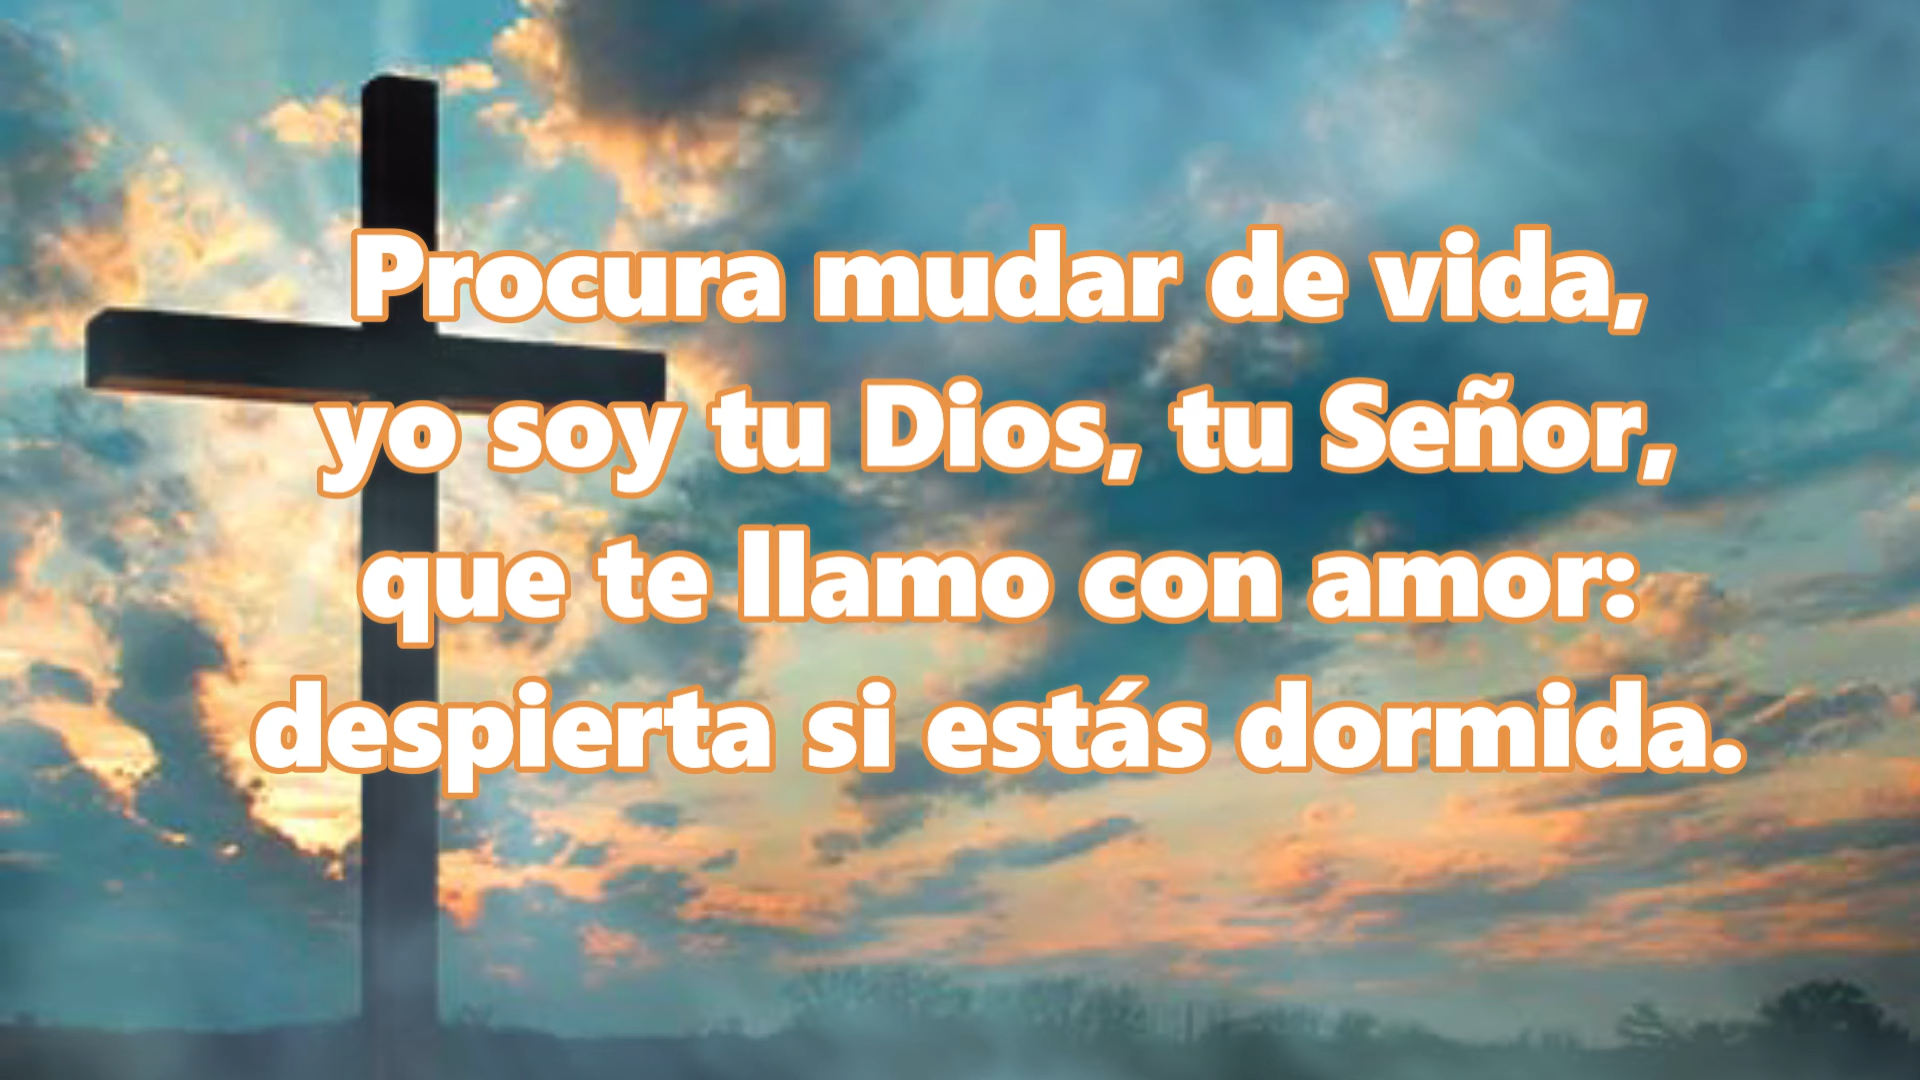 Procura mudar de vida,
yo soy tu Dios, tu Señor,
que te llamo con amor:
despierta si estás dormida.